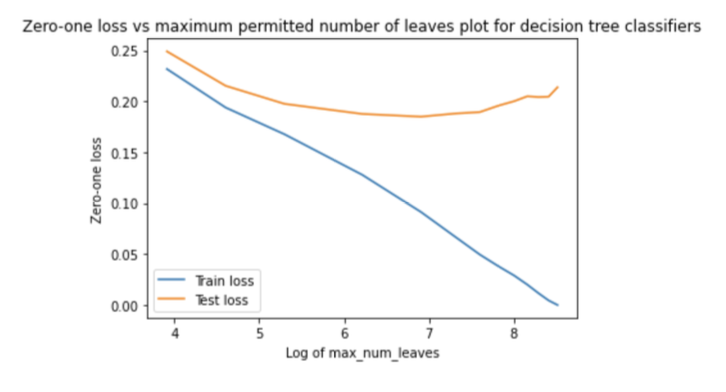 Zero-one loss vs maximum permitted number of leaves plot for decision tree classifiers
0.25
0.20
0.15
0.10
0.05
0.00
Zero-one loss
Train loss
Test loss
4 5 6 7 8
Log of max_num_leaves